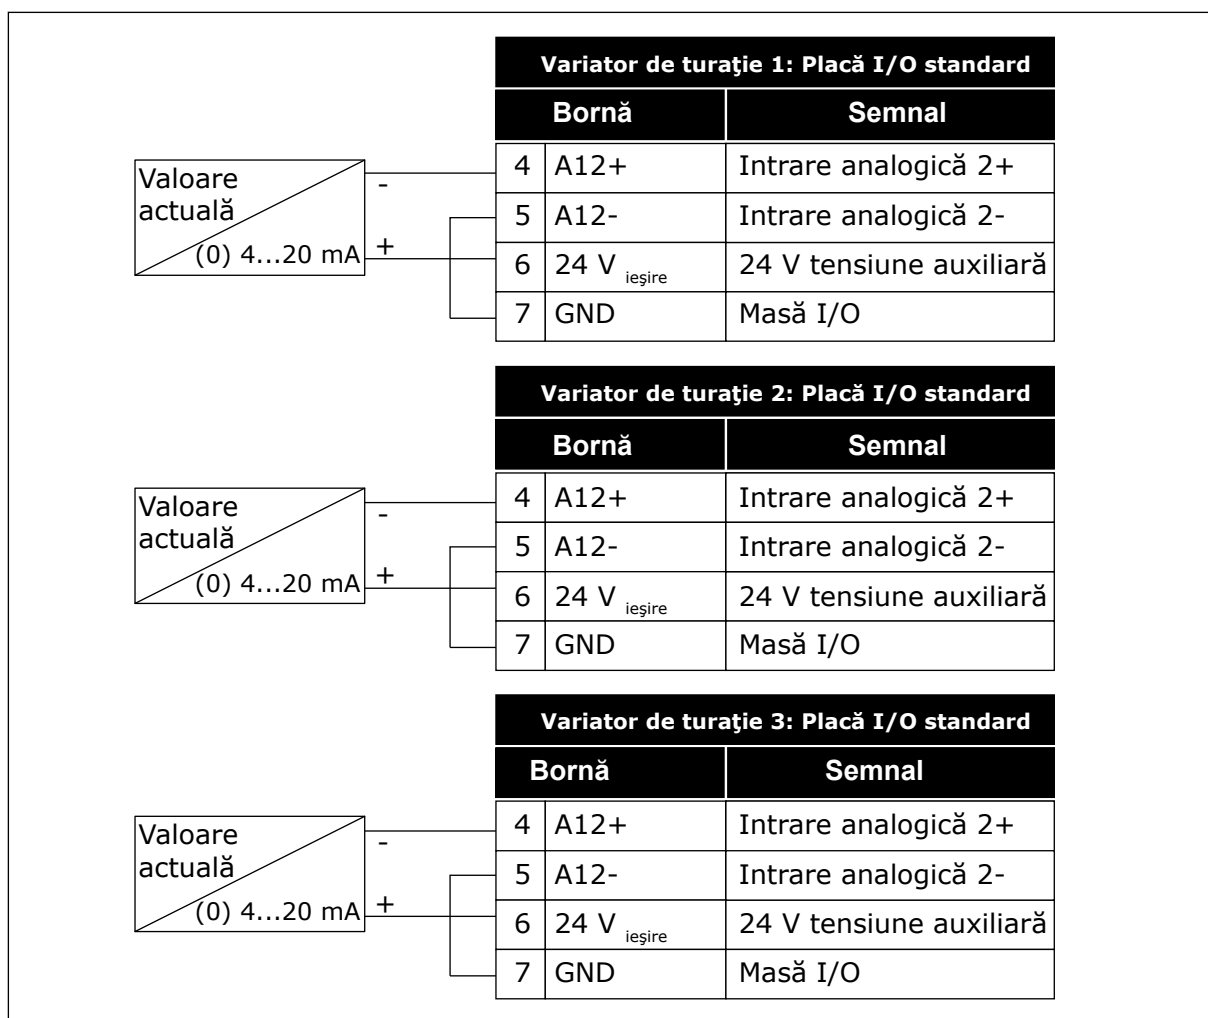 Variator de turaţie 1: Placă I/O standard
Bornă Semnal
Valoare
actuală
(0) 4...20 mA
-
+
4 A12+ Intrare analogică 2+
5 A12- Intrare analogică 2-
6 24 V ieşire 24 V tensiune auxiliară
7 GND Masă I/O
Variator de turaţie 2: Placă I/O standard
Bornă Semnal
Valoare
actuală
(0) 4...20 mA
-
+
4 A12+ Intrare analogică 2+
5 A12- Intrare analogică 2-
6 24 V ieşire 24 V tensiune auxiliară
7 GND Masă I/O
Variator de turaţie 3: Placă I/O standard
Bornă Semnal
Valoare
actuală
(0) 4...20 mA
-
+
4 A12+ Intrare analogică 2+
5 A12- Intrare analogică 2-
6 24 V ieşire 24 V tensiune auxiliară
7 GND Masă I/O